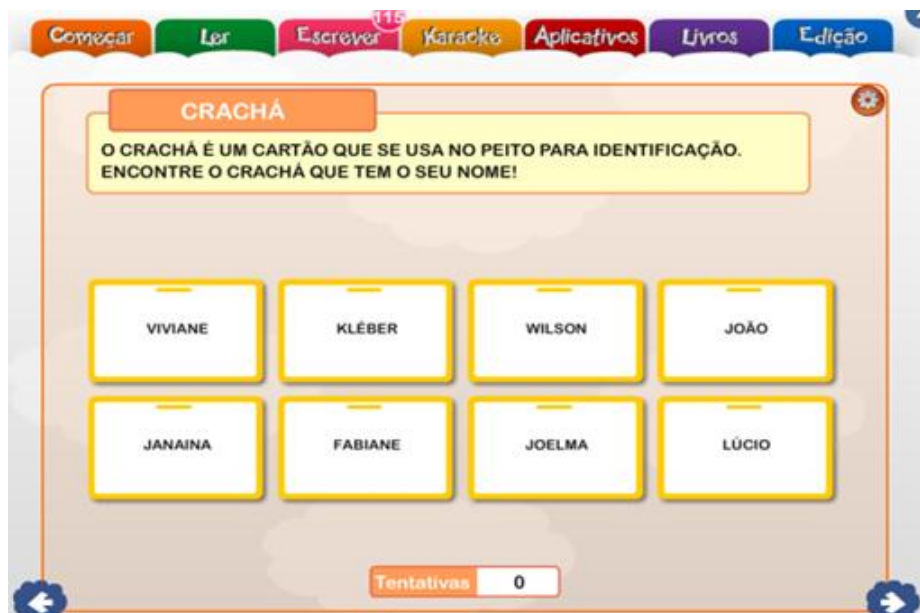 115
Começar Ler Escrever Karaoke Aplicativos Livros Edição
CRACHÁ
O CRACHÁ É UM CARTÃO QUE SE USA NO PEITO PARA IDENTIFICAÇÃO.
ENCONTRE O CRACHÁ QUE TEM O SEU NOME!
VIVIANE KLÉBER WILSON JOÃO
JANAINA FABIANE JOELMA LÚCIO
Tentativas 0